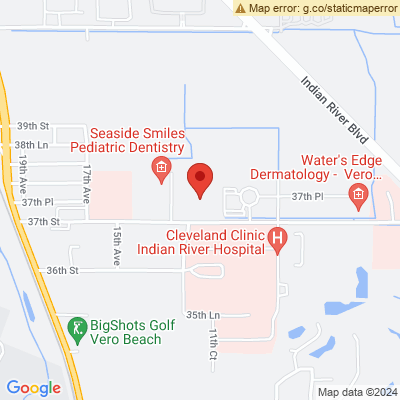 Map error: g.co/staticmaperror
Indian River Blvd
39th St
38th Ln
19th Ave
17th Ave
Seaside Smiles
Pediatric Dentistry
Water's Edge
Dermatology - Vero...
37th Pl
37th Pl
37th St
15th Ave
Cleveland Clinic
Indian River Hospital
H
36th St
35th Ln
11th Ct
BigShots Golf
Vero Beach
Google
Map data ©2024